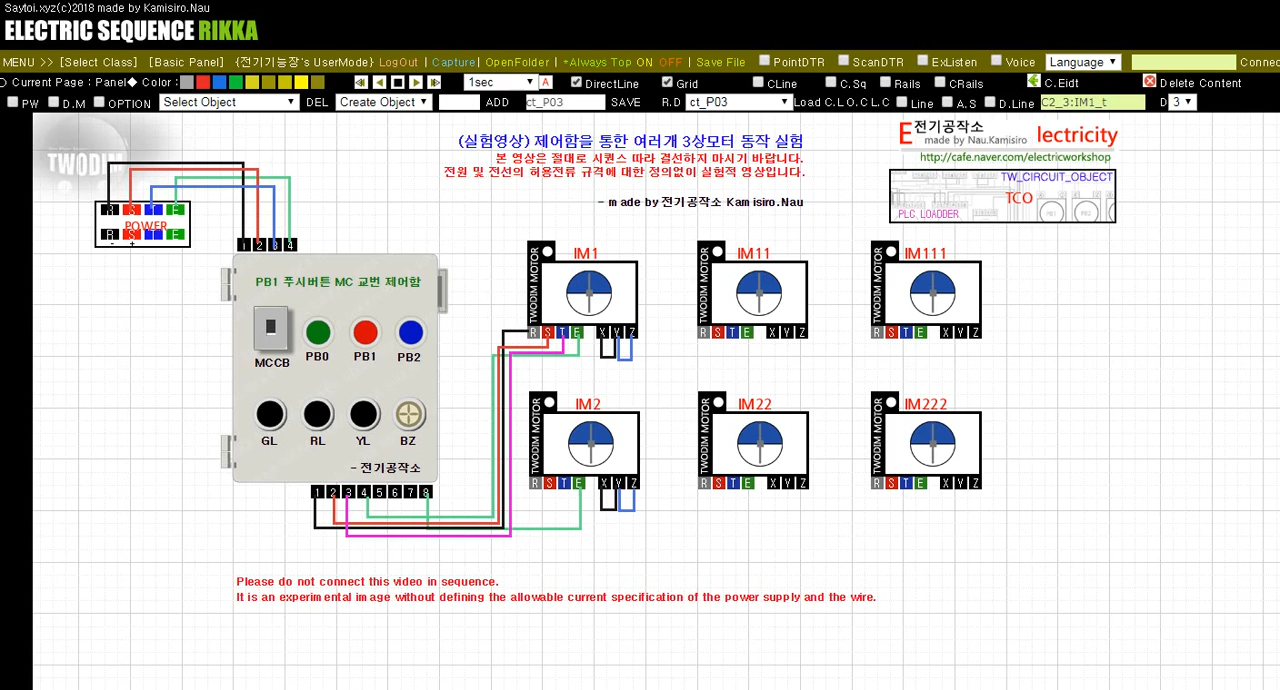 Saytoi.xyz(c)2018 made by Kamisiro.Nau
ELECTRIC SEQUENCE RIKKA
MENU >> [Select Class] [Basic Panel] {전기기능장's UserMode} LogOut | Capture| OpenFolder | +Always Top ON OFF | Save File PointDTR ScanDTR ExListen Voice Language Connec
Current Page : Panel◆ Color : 1sec A DirectLine Grid CLine C.Sq Rails CRails C.Eidt Delete Content
PW D.M OPTION Select Object DEL Create Object ADD ct_P03 SAVE R.D ct_P03 Load C.L.O.C.L.C Line A.S D.Line C2_3:IM1_t D 3
TWODIM
(실험영상) 제어함을 통한 여러개 3상모터 동작 실험
본 영상은 절대로 시퀀스 따라 결선하지 마시기 바랍니다.
전원 및 전선의 허용전류 규격에 대한 정의없이 실험적 영상입니다.
- made by 전기공작소 Kamisiro.Nau
E 전기공작소
made by Nau.Kamisiro lectricity
http://cafe.naver.com/electricworkshop
TW_CIRCUIT_OBJECT
TCO
PLC LOADDER
R S T E
POWER
R S T E
- +
1 2 3 4
PB1 푸시버튼 MC 교번 제어함
MCCB PB0 PB1 PB2
GL RL YL BZ
- 전기공작소
1 2 3 4 5 6 7 8
IM1 IM11 IM111
TWODIM MOTOR TWODIM MOTOR TWODIM MOTOR
R S T E X Y Z R S T E X Y Z R S T E X Y Z
IM2 IM22 IM222
TWODIM MOTOR TWODIM MOTOR TWODIM MOTOR
R S T E X Y Z R S T E X Y Z R S T E X Y Z
Please do not connect this video in sequence.
It is an experimental image without defining the allowable current specification of the power supply and the wire.